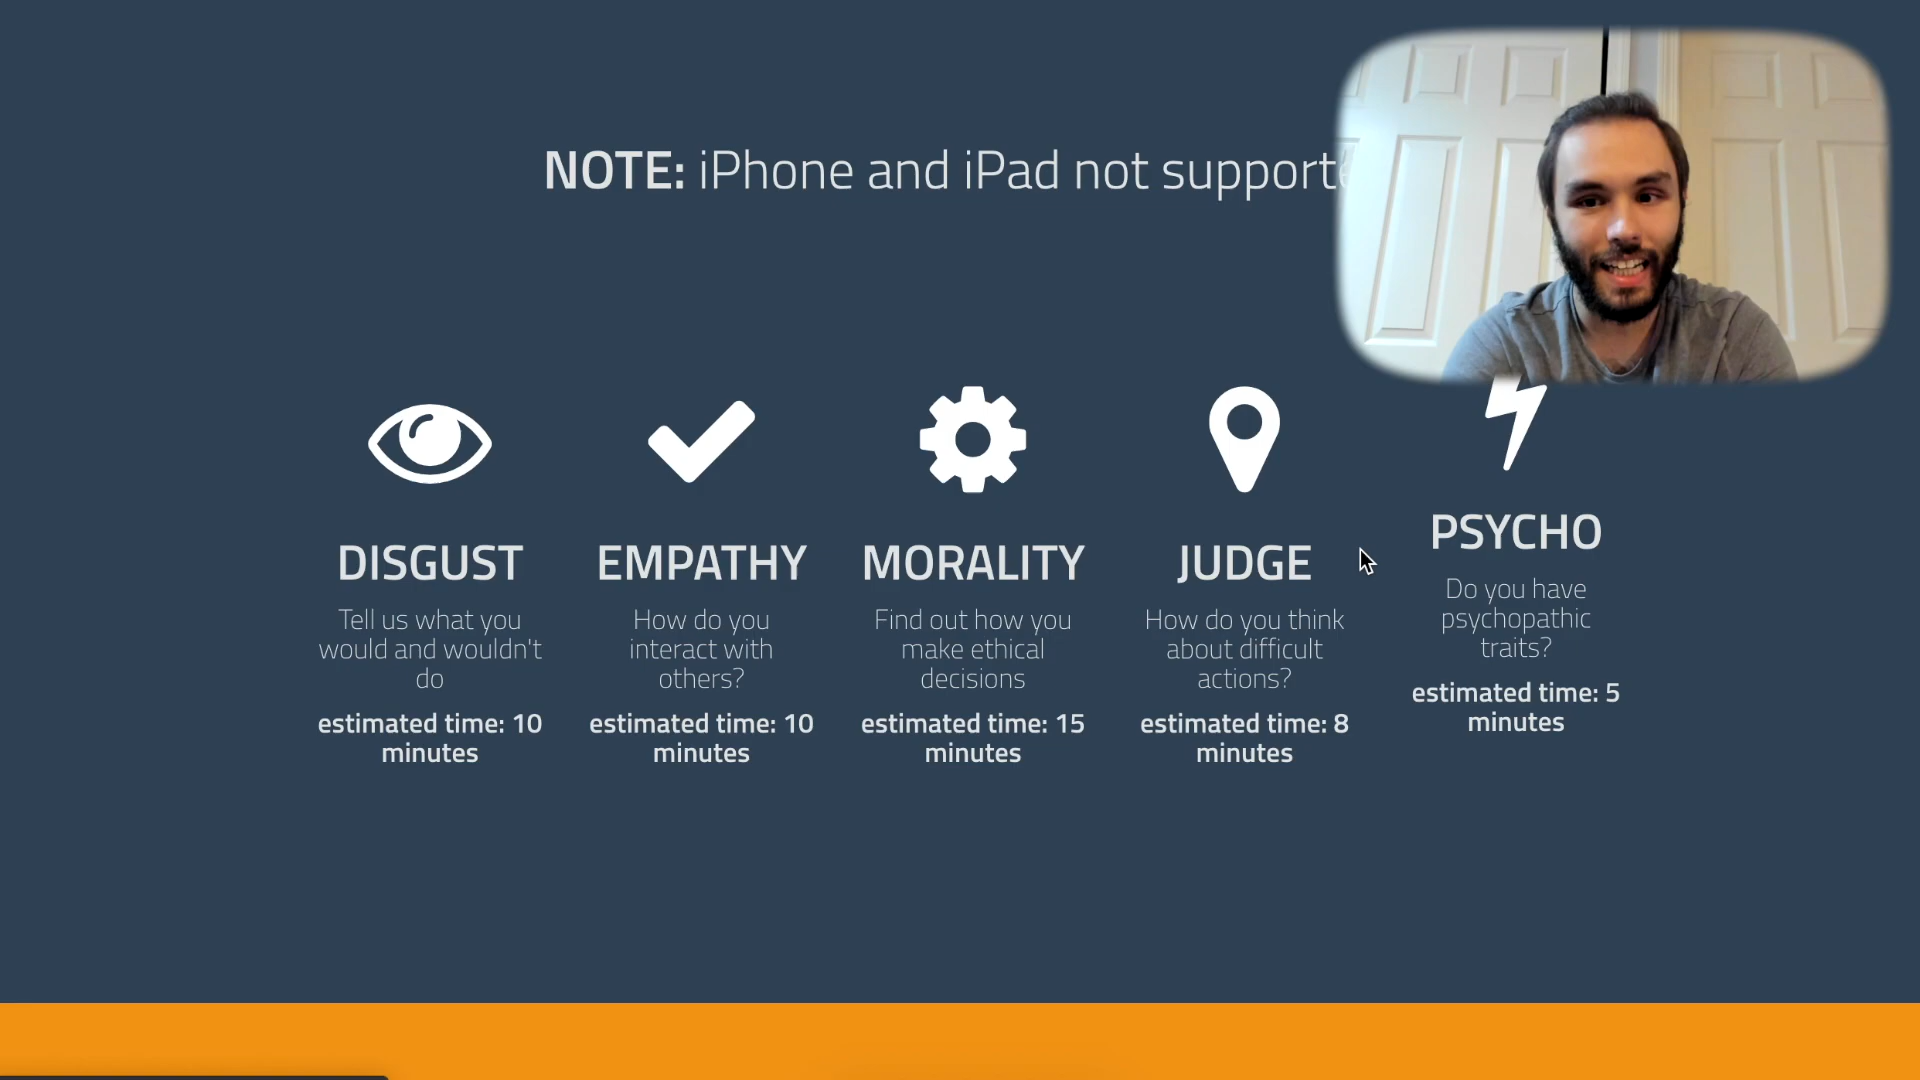 NOTE: iPhone and iPad not support
DISGUST
Tell us what you
would and wouldn't
do
estimated time: 10
minutes
EMPATHY
How do you
interact with
others?
estimated time: 10
minutes
MORALITY
Find out how you
make ethical
decisions
estimated time: 15
minutes
JUDGE
How do you think
about difficult
actions?
estimated time: 8
minutes
PSYCHO
Do you have
psychopathic
traits?
estimated time: 5
minutes